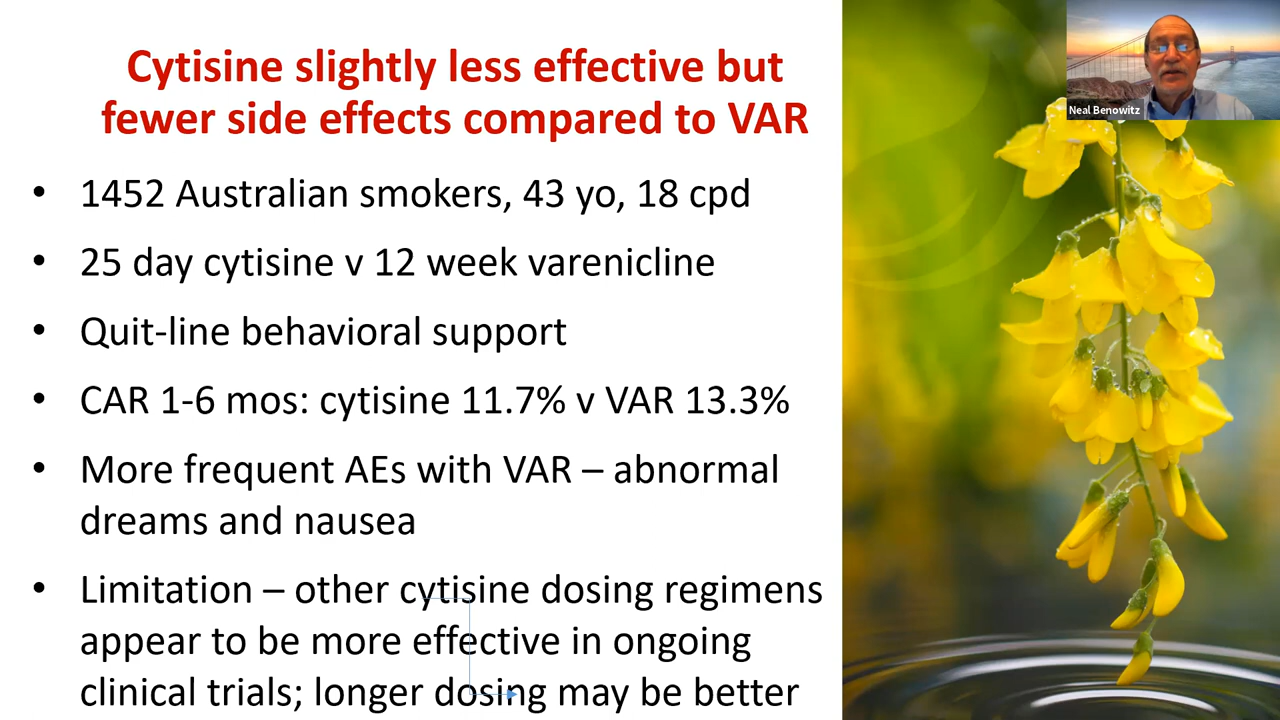 Cytisine slightly less effective but
fewer side effects compared to VAR
• 1452 Australian smokers, 43 yo, 18 cpd
• 25 day cytisine v 12 week varenicline
• Quit-line behavioral support
• CAR 1-6 mos: cytisine 11.7% v VAR 13.3%
• More frequent AEs with VAR – abnormal
dreams and nausea
• Limitation – other cytisine dosing regimens
appear to be more effective in ongoing
clinical trials; longer dosing may be better
Neal Benowitz